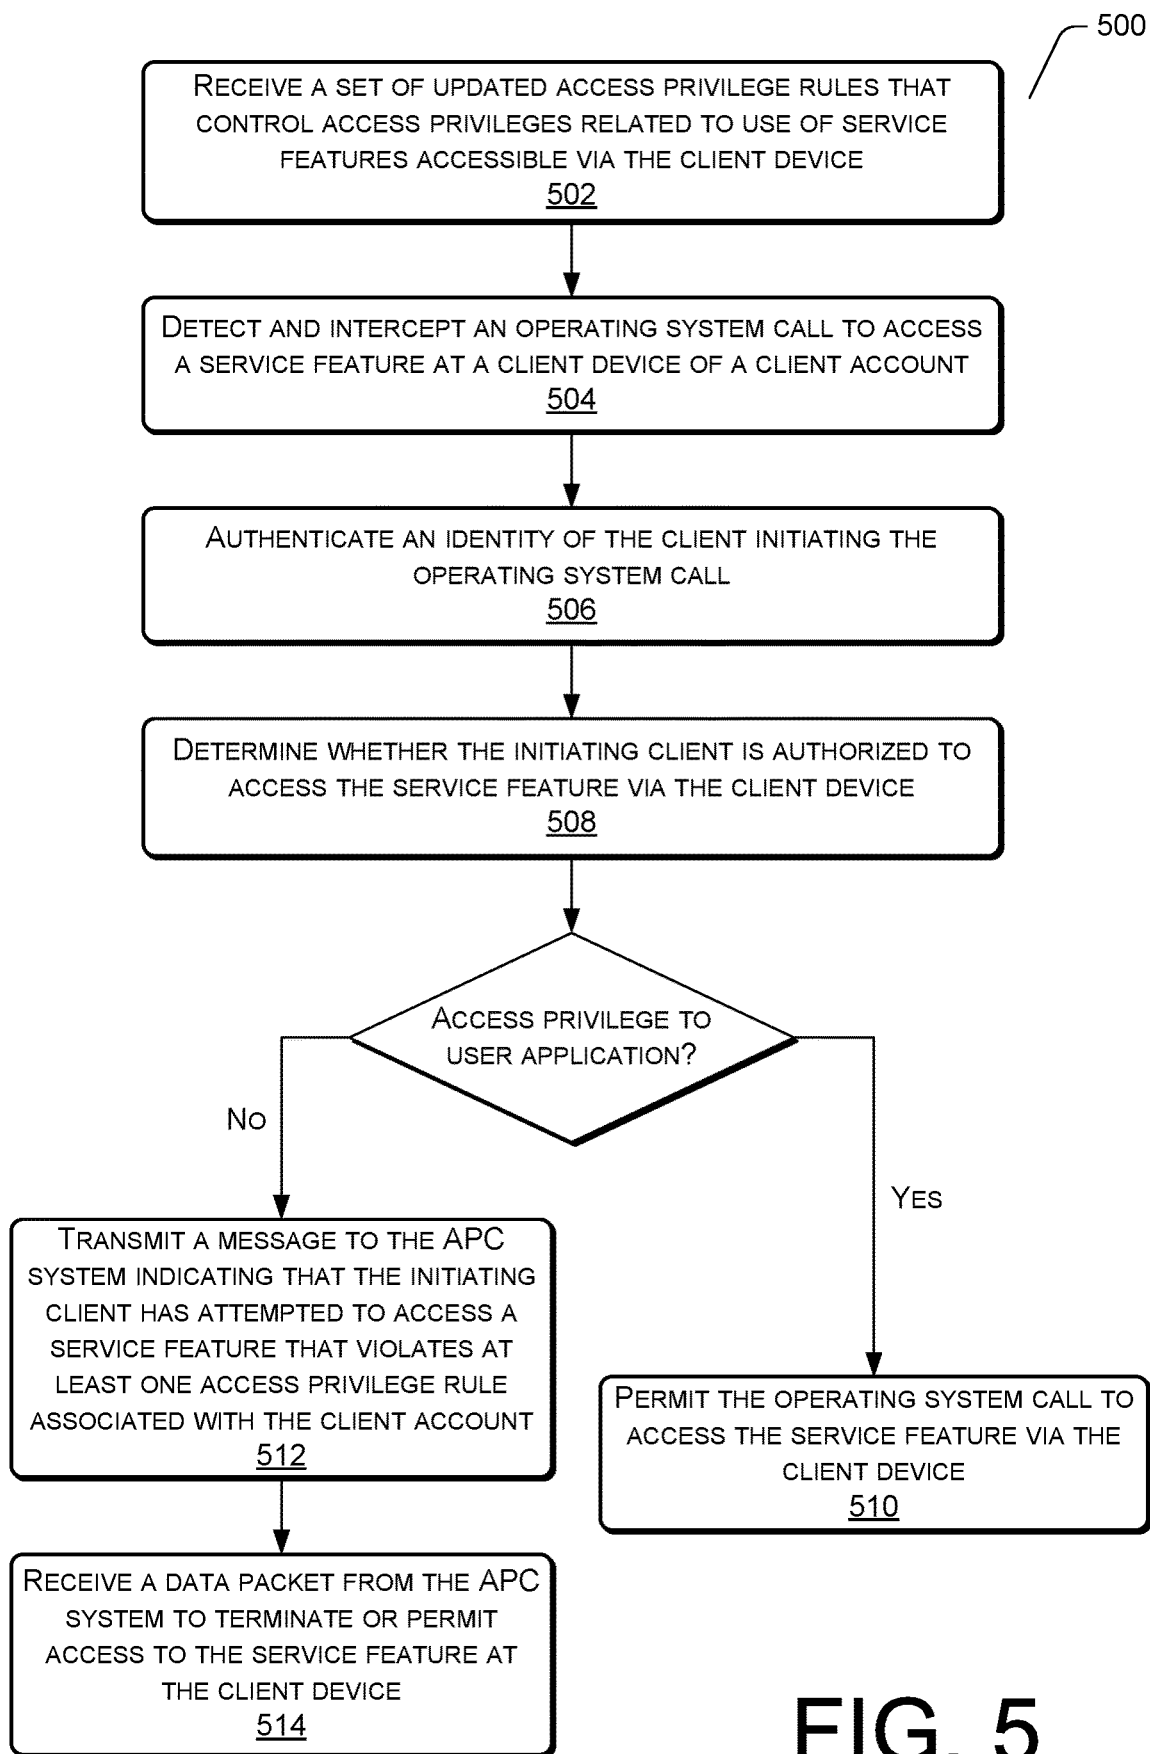 500
RECEIVE A SET OF UPDATED ACCESS PRIVILEGE RULES THAT
CONTROL ACCESS PRIVILEGES RELATED TO USE OF SERVICE
FEATURES ACCESSIBLE VIA THE CLIENT DEVICE
502
DETECT AND INTERCEPT AN OPERATING SYSTEM CALL TO ACCESS
A SERVICE FEATURE AT A CLIENT DEVICE OF A CLIENT ACCOUNT
504
AUTHENTICATE AN IDENTITY OF THE CLIENT INITIATING THE
OPERATING SYSTEM CALL
506
DETERMINE WHETHER THE INITIATING CLIENT IS AUTHORIZED TO
ACCESS THE SERVICE FEATURE VIA THE CLIENT DEVICE
508
ACCESS PRIVILEGE TO
USER APPLICATION?
NO
YES
TRANSMIT A MESSAGE TO THE APC
SYSTEM INDICATING THAT THE INITIATING
CLIENT HAS ATTEMPTED TO ACCESS A
SERVICE FEATURE THAT VIOLATES AT
LEAST ONE ACCESS PRIVILEGE RULE
ASSOCIATED WITH THE CLIENT ACCOUNT
512
PERMIT THE OPERATING SYSTEM CALL TO
ACCESS THE SERVICE FEATURE VIA THE
CLIENT DEVICE
510
RECEIVE A DATA PACKET FROM THE APC
SYSTEM TO TERMINATE OR PERMIT
ACCESS TO THE SERVICE FEATURE AT
THE CLIENT DEVICE
514
FIG. 5